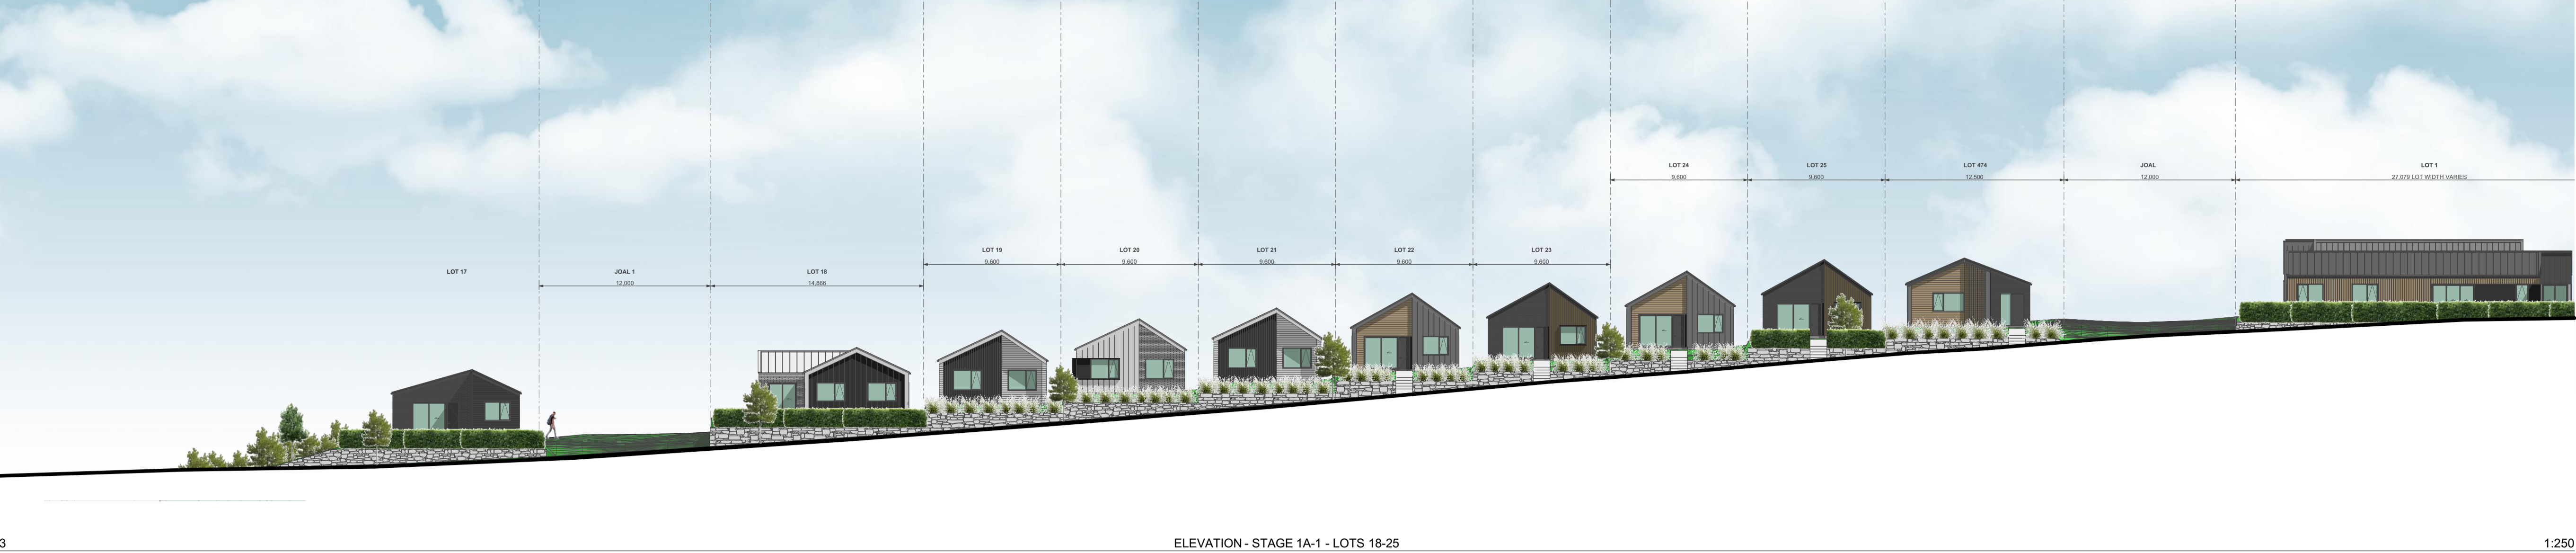 LOT 24
LOT 25
LOT 474
JOAL
LOT 1
9,600
9,600
12,500
12,000
27,079 LOT WIDTH VARIES
LOT 19
LOT 20
LOT 21
LOT 22
LOT 23
9,600
9,600
9,600
9,600
9,600
LOT 17
JOAL 1
LOT 18
12,000
14,866
3
ELEVATION - STAGE 1A-1 - LOTS 18-25
1:250